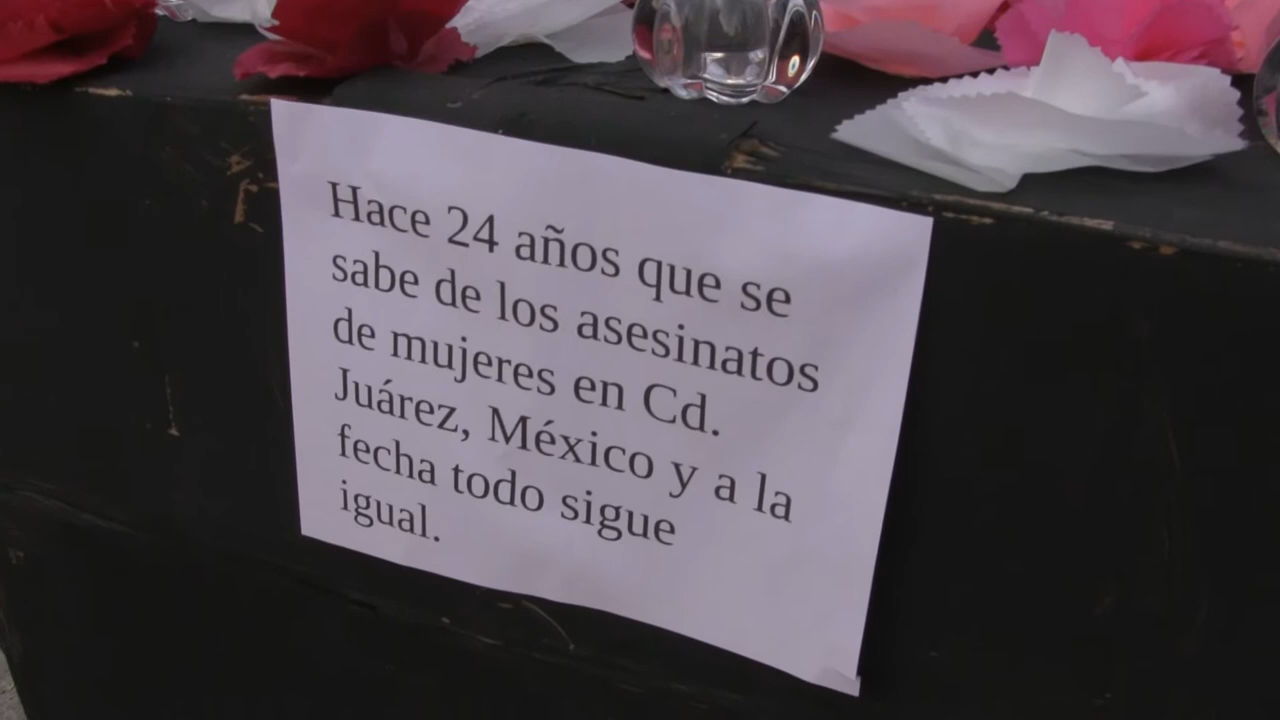 Hace 24 años que se
sabe de los asesinatos
de mujeres en Cd.
Juárez, México y a la
fecha todo sigue
igual.